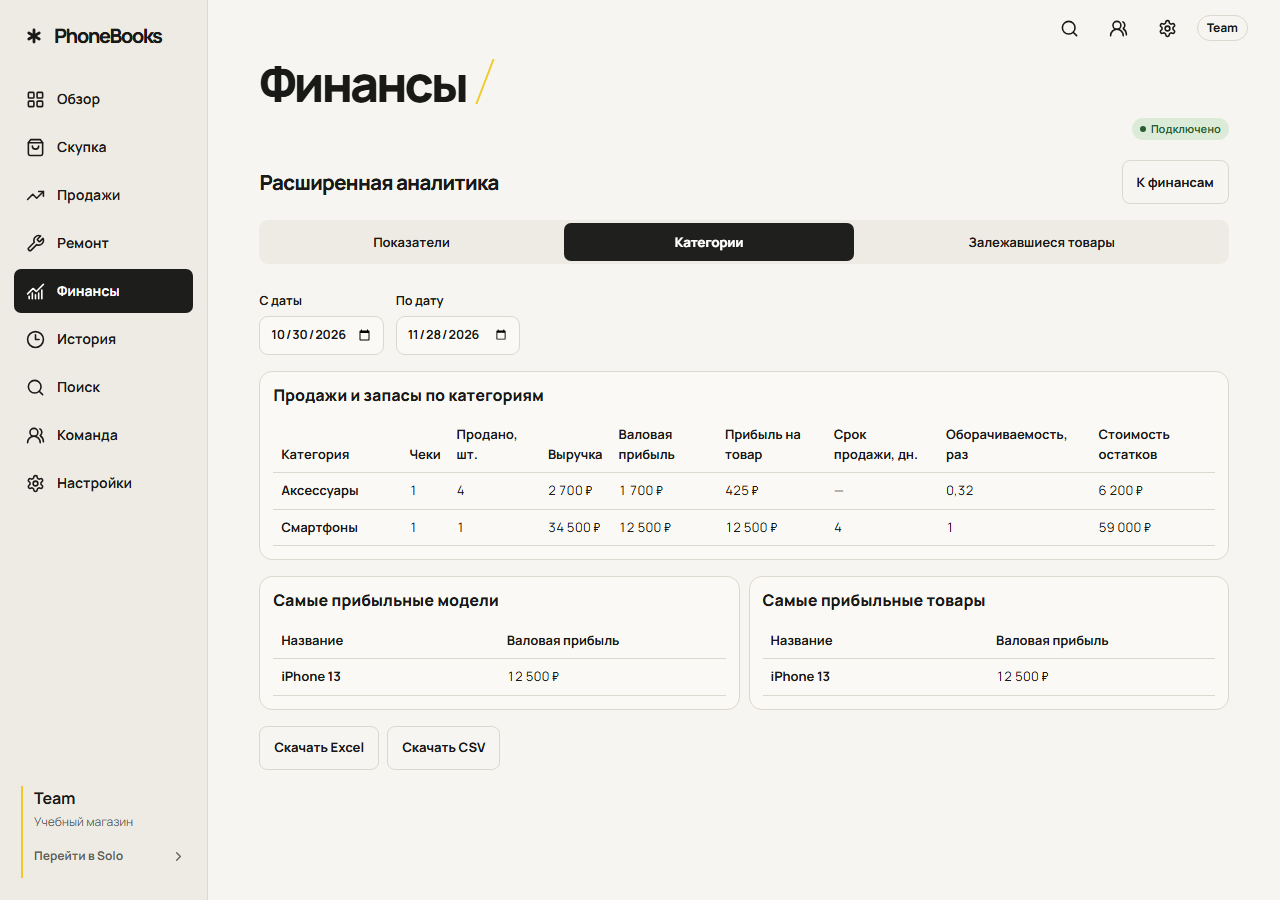 PhoneBooks
Обзор
Скупка
Продажи
Ремонт
Финансы
История
Поиск
Команда
Настройки
Team
Учебный магазин
Перейти в Solo
Team
Финансы
Подключено
Расширенная аналитика
К финансам
Показатели Категории Залежавшиеся товары
С даты По дату
10/30/2026 11/28/2026
Продажи и запасы по категориям
Категория Чеки Продано, шт. Выручка Валовая прибыль Прибыль на товар Срок продажи, дн. Оборачиваемость, раз Стоимость остатков
Аксессуары 1 4 2 700 ₽ 1 700 ₽ 425 ₽ — 0,32 6 200 ₽
Смартфоны 1 1 34 500 ₽ 12 500 ₽ 12 500 ₽ 4 1 59 000 ₽
Самые прибыльные модели
Название Валовая прибыль
iPhone 13 12 500 ₽
Самые прибыльные товары
Название Валовая прибыль
iPhone 13 12 500 ₽
Скачать Excel Скачать CSV